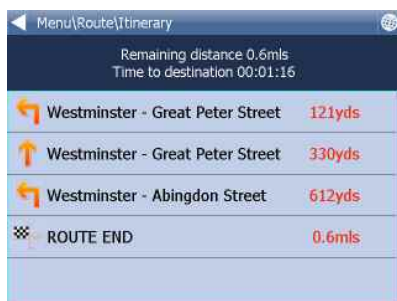 Menu\Route\Itinerary
Remaining distance 0.6mls
Time to destination 00:01:16
Westminster - Great Peter Street 121yds
Westminster - Great Peter Street 330yds
Westminster - Abingdon Street 612yds
ROUTE END 0.6mls